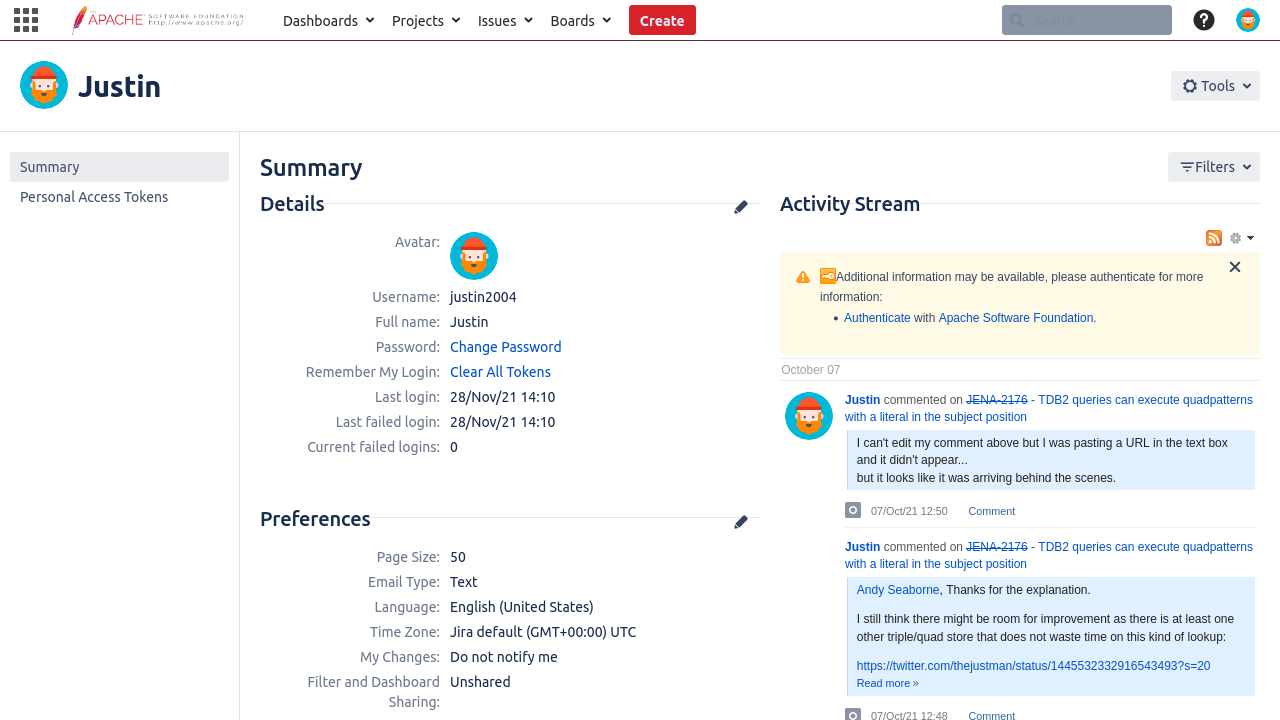 THE
APACHE SOFTWARE FOUNDATION
http://www.apache.org/
Dashboards
Projects
Issues
Boards
Create
Search
Justin
Tools
Summary
Personal Access Tokens
Summary
Filters
Details
Avatar:
Username: justin2004
Full name: Justin
Password: Change Password
Remember My Login: Clear All Tokens
Last login: 28/Nov/21 14:10
Last failed login: 28/Nov/21 14:10
Current failed logins: 0
Preferences
Page Size: 50
Email Type: Text
Language: English (United States)
Time Zone: Jira default (GMT+00:00) UTC
My Changes: Do not notify me
Filter and Dashboard Unshared
Sharing:
Activity Stream
Additional information may be available, please authenticate for more
information:
• Authenticate with Apache Software Foundation.
October 07
Justin commented on JENA-2176 - TDB2 queries can execute quadpatterns
with a literal in the subject position
I can't edit my comment above but I was pasting a URL in the text box
and it didn't appear...
but it looks like it was arriving behind the scenes.
07/Oct/21 12:50 Comment
Justin commented on JENA-2176 - TDB2 queries can execute quadpatterns
with a literal in the subject position
Andy Seaborne, Thanks for the explanation.
I still think there might be room for improvement as there is at least one
other triple/quad store that does not waste time on this kind of lookup:
https://twitter.com/thejustman/status/1445532332916543493?s=20
Read more »
07/Oct/21 12:48 Comment